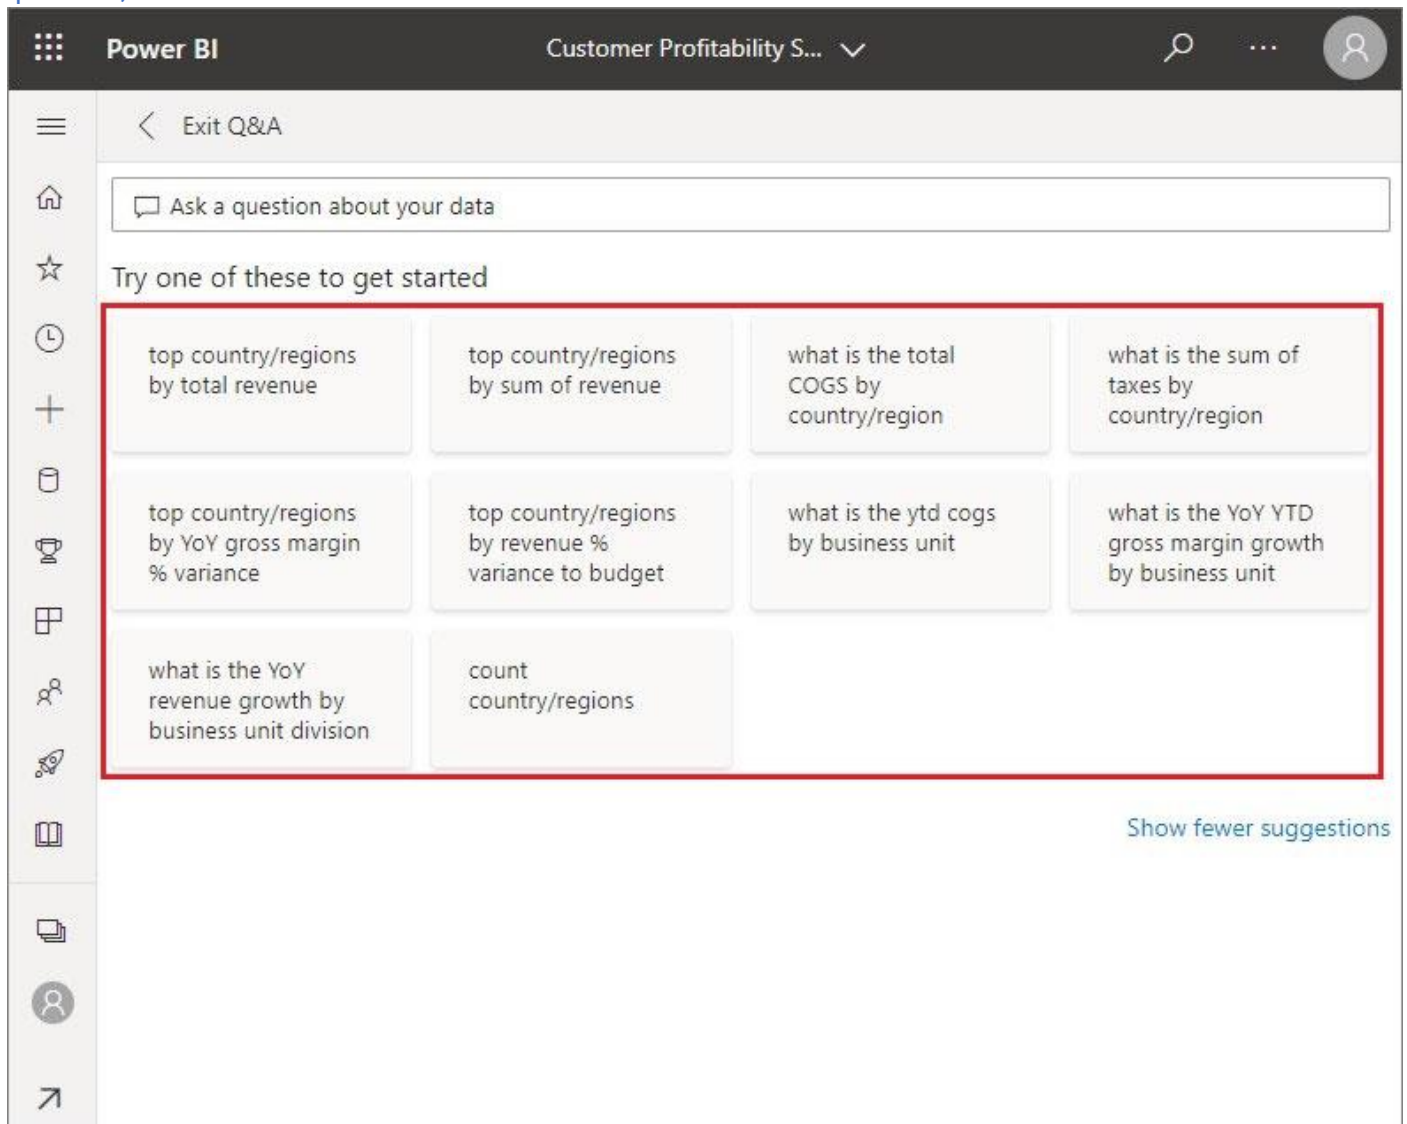 Power BI
Customer Profitability S...
Exit Q&A
Ask a question about your data
Try one of these to get started
top country/regions
by total revenue
top country/regions
by sum of revenue
what is the total
COGS by
country/region
what is the sum of
taxes by
country/region
top country/regions
by YoY gross margin
% variance
top country/regions
by revenue %
variance to budget
what is the ytd cogs
by business unit
what is the YoY YTD
gross margin growth
by business unit
what is the YoY
revenue growth by
business unit division
count
country/regions
Show fewer suggestions